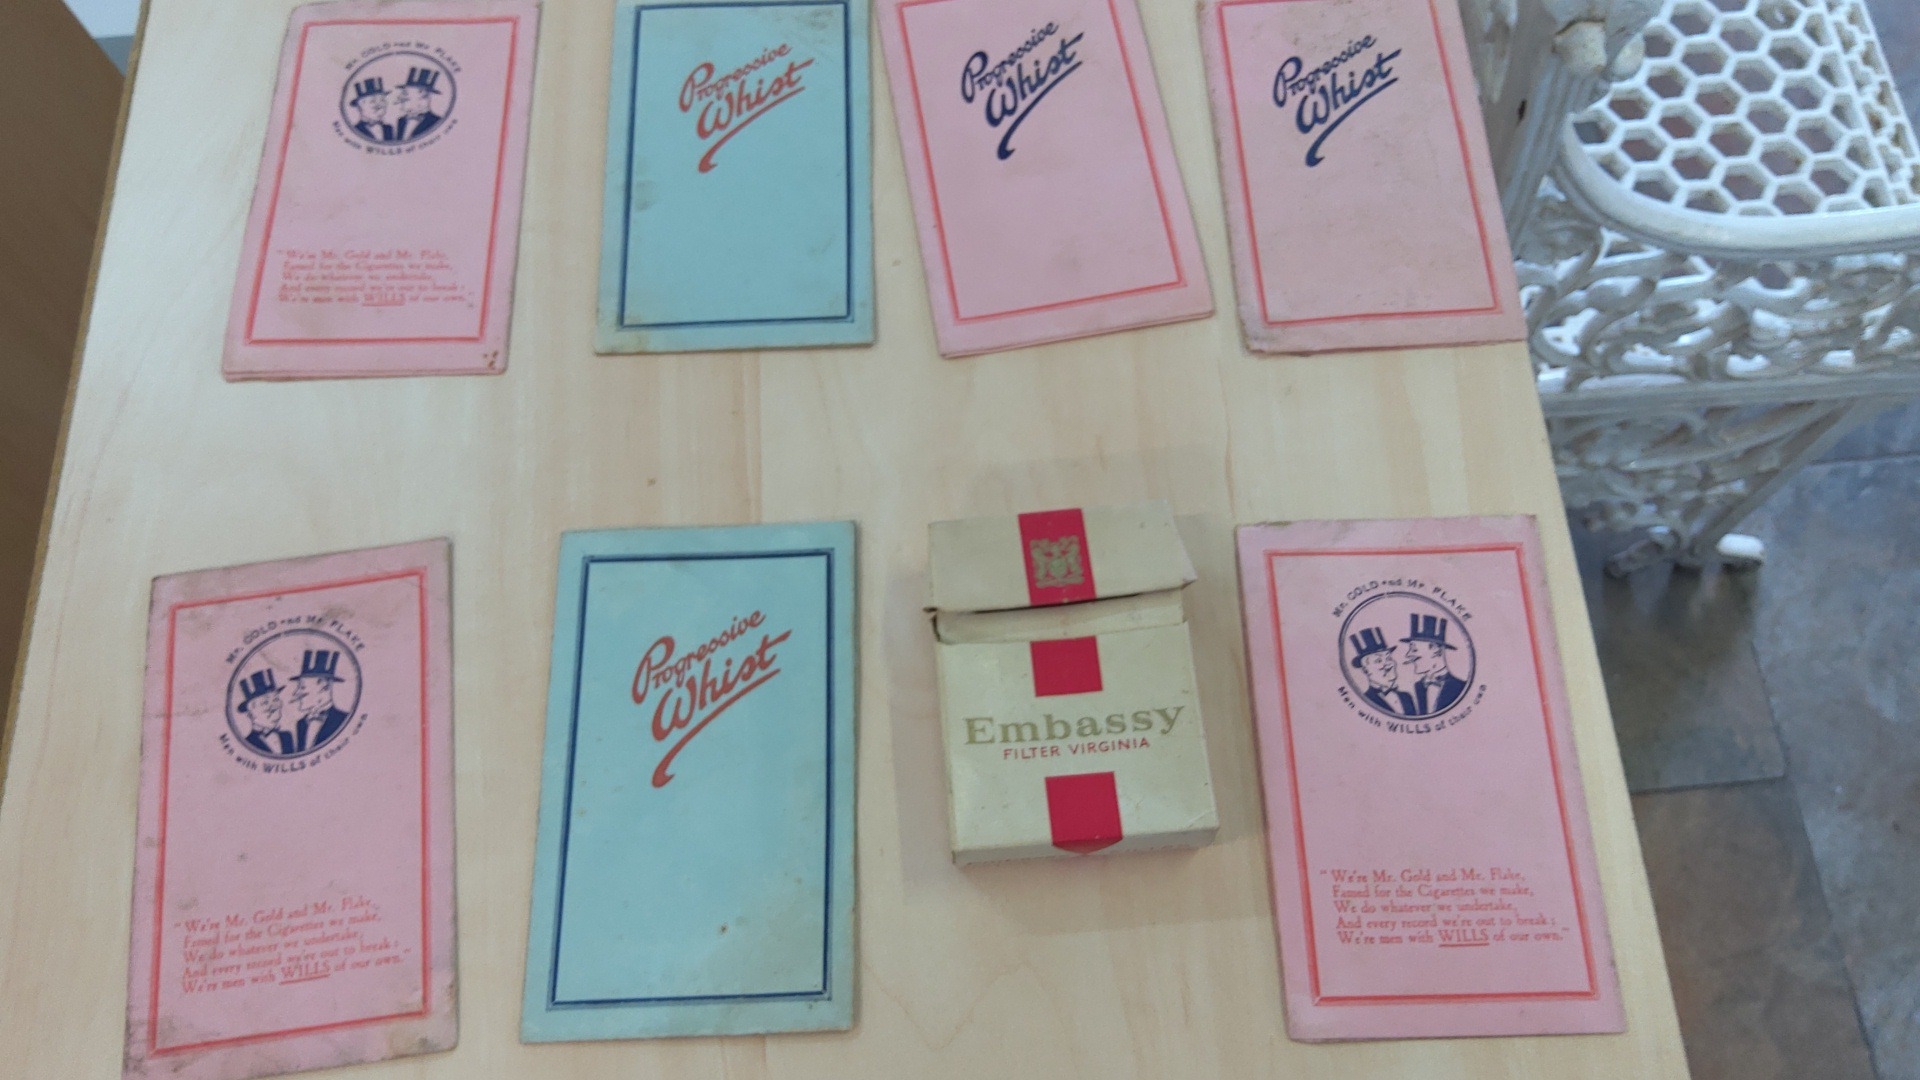 Mr. GOLD and Mr. FLAKE
Men with WILLS of their own
"We're Mr. Gold and Mr. Flake,
Famed for the Cigarettes we make,
We do whatever we undertake,
And every record we're out to break:
We're men with WILLS of our own."
Progressive
Whist
Progressive
Whist
Progressive
Whist
Mr. GOLD and Mr. FLAKE
Men with WILLS of their own
"We're Mr. Gold and Mr. Flake,
Famed for the Cigarettes we make,
We do whatever we undertake,
And every record we're out to break:
We're men with WILLS of our own."
Progressive
Whist
Embassy
FILTER VIRGINIA
Mr. GOLD and Mr. FLAKE
Men with WILLS of their own
"We're Mr. Gold and Mr. Flake,
Famed for the Cigarettes we make,
We do whatever we undertake,
And every record we're out to break:
We're men with WILLS of our own."